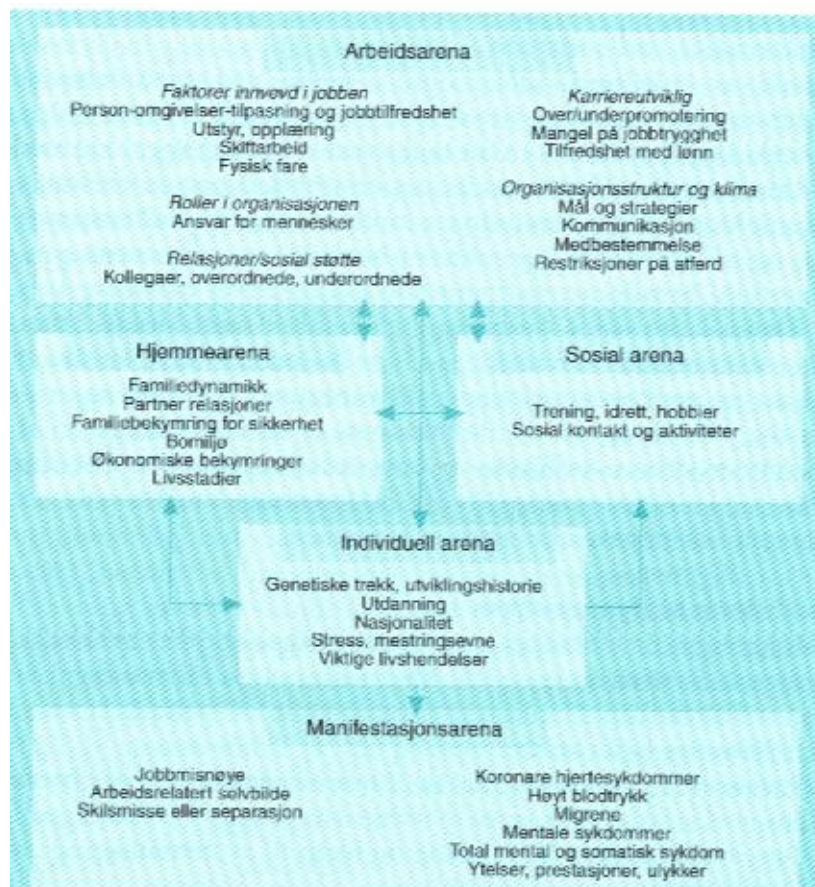 Arbeidsarena
Faktorer innvevd i jobben
Person-omgivelser-tilpasning og jobbtilfredshet
Utstyr, opplæring
Skiftarbeid
Fysisk fare
Roller i organisasjonen
Ansvar for mennesker
Relasjoner/sosial støtte
Kollegaer, overordnede, underordnede
Karriereutviklig
Over/underpromotering
Mangel på jobbtrygghet
Tilfredshet med lønn
Organisasjonsstruktur og klima
Mål og strategier
Kommunikasjon
Medbestemmelse
Restriksjoner på atferd
Hjemmearena
Familiedynamikk
Partner relasjoner
Familiebekymring for sikkerhet
Bomiljø
Økonomiske bekymringer
Livsstadier
Sosial arena
Trening, idrett, hobbier
Sosial kontakt og aktiviteter
Individuell arena
Genetiske trekk, utviklingshistorie
Utdanning
Nasjonalitet
Stress, mestringsevne
Viktige livshendelser
Manifestasjonsarena
Jobbmisnøye
Arbeidsrelatert selvbilde
Skilsmisse eller separasjon
Koronare hjertesykdommer
Høyt blodtrykk
Migrene
Mentale sykdommer
Total mental og somatisk sykdom
Ytelser, prestasjoner, ulykker